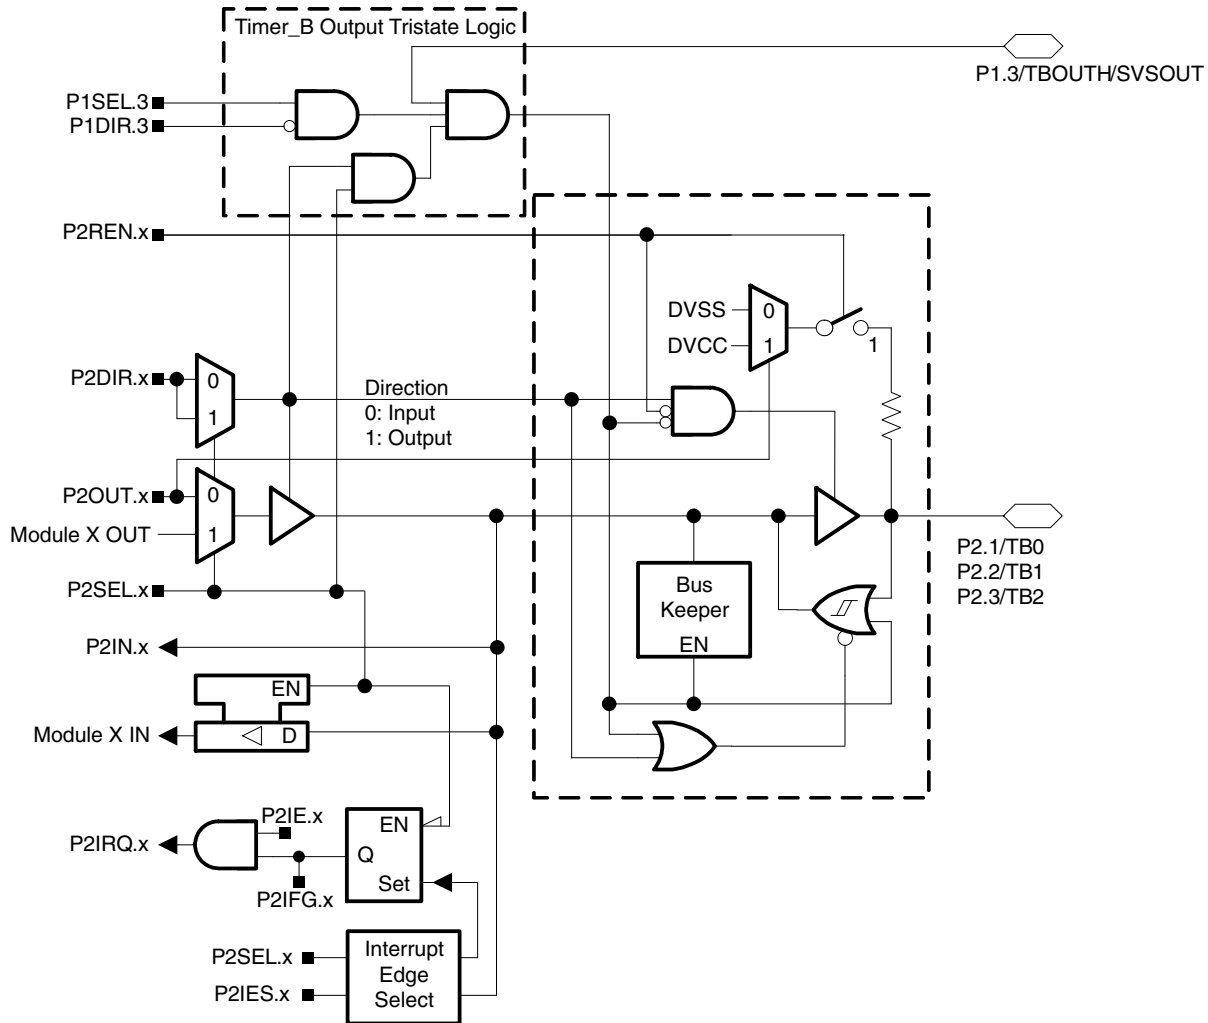 Timer_B Output Tristate Logic
P1.3/TBOUTH/SVSOUT
P1SEL.3
P1DIR.3
P2REN.x
DVSS
0
DVCC
1
1
P2DIR.x
0
1
Direction
0: Input
1: Output
P2OUT.x
0
Module X OUT
1
P2.1/TB0
P2.2/TB1
P2.3/TB2
P2SEL.x
Bus
Keeper
EN
P2IN.x
EN
Module X IN
D
P2IE.x
EN
P2IRQ.x
Q
Set
P2IFG.x
P2SEL.x
P2IES.x
Interrupt
Edge
Select